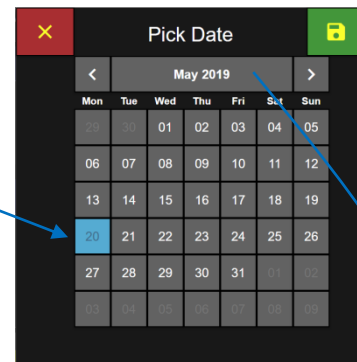 Pick Date
May 2019
Mon Tue Wed Thu Fri Sat Sun
29 30 01 02 03 04 05
06 07 08 09 10 11 12
13 14 15 16 17 18 19
20 21 22 23 24 25 26
27 28 29 30 31 01 02
03 04 05 06 07 08 09